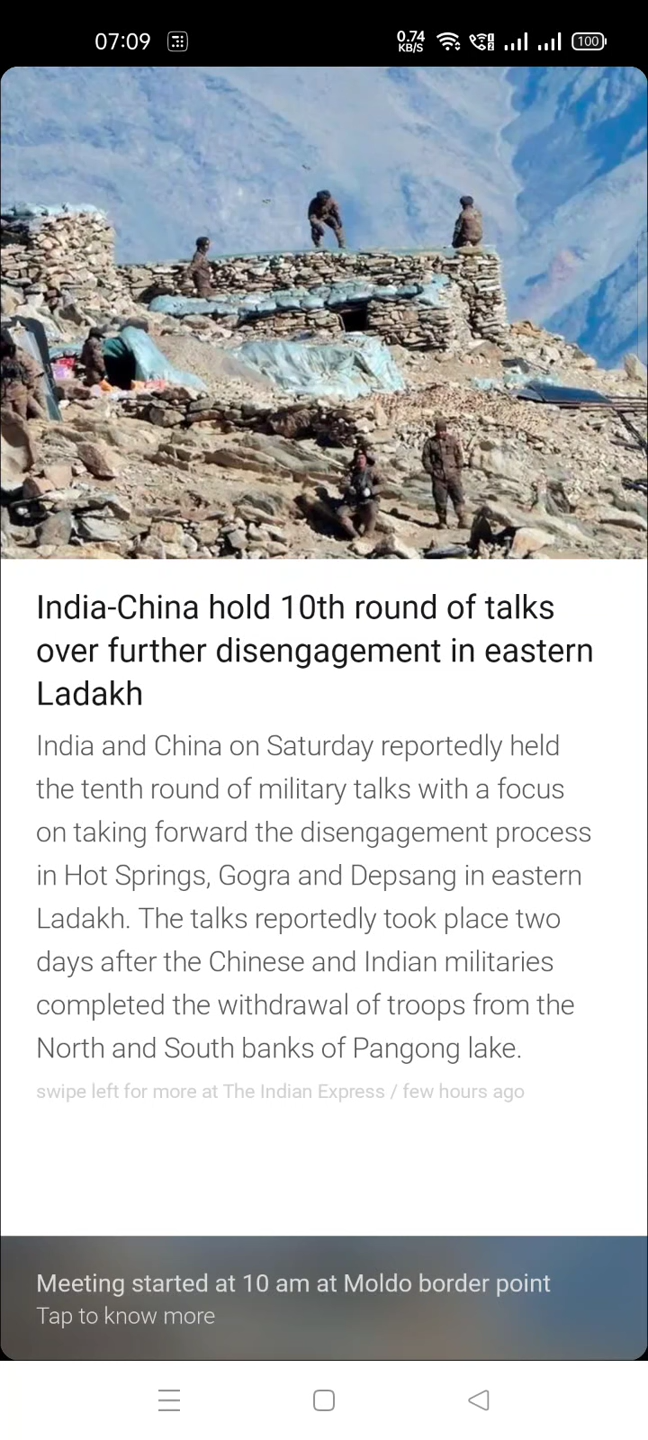 07:09
0.74
KB/S
100
India-China hold 10th round of talks
over further disengagement in eastern
Ladakh
India and China on Saturday reportedly held
the tenth round of military talks with a focus
on taking forward the disengagement process
in Hot Springs, Gogra and Depsang in eastern
Ladakh. The talks reportedly took place two
days after the Chinese and Indian militaries
completed the withdrawal of troops from the
North and South banks of Pangong lake.
swipe left for more at The Indian Express / few hours ago
Meeting started at 10 am at Moldo border point
Tap to know more